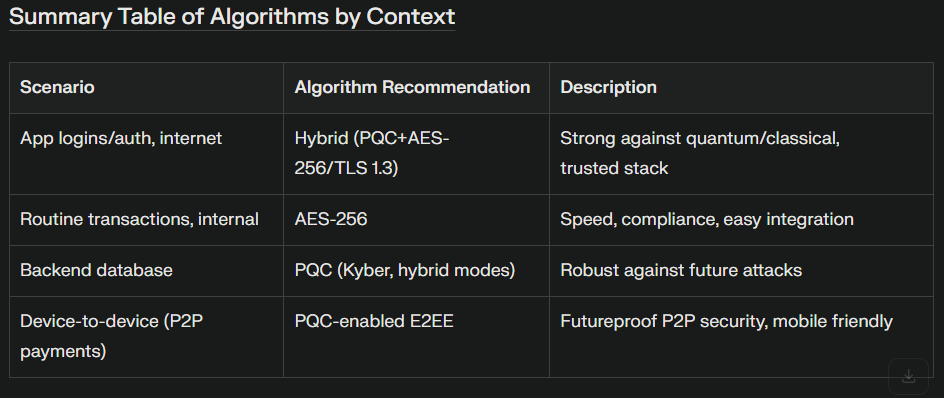 Summary Table of Algorithms by Context
Scenario
Algorithm Recommendation
Description
App logins/auth, internet
Hybrid (PQC+AES-
256/TLS 1.3)
Strong against quantum/classical,
trusted stack
Routine transactions, internal
AES-256
Speed, compliance, easy integration
Backend database
PQC (Kyber, hybrid modes)
Robust against future attacks
Device-to-device (P2P
payments)
PQC-enabled E2EE
Futureproof P2P security, mobile friendly